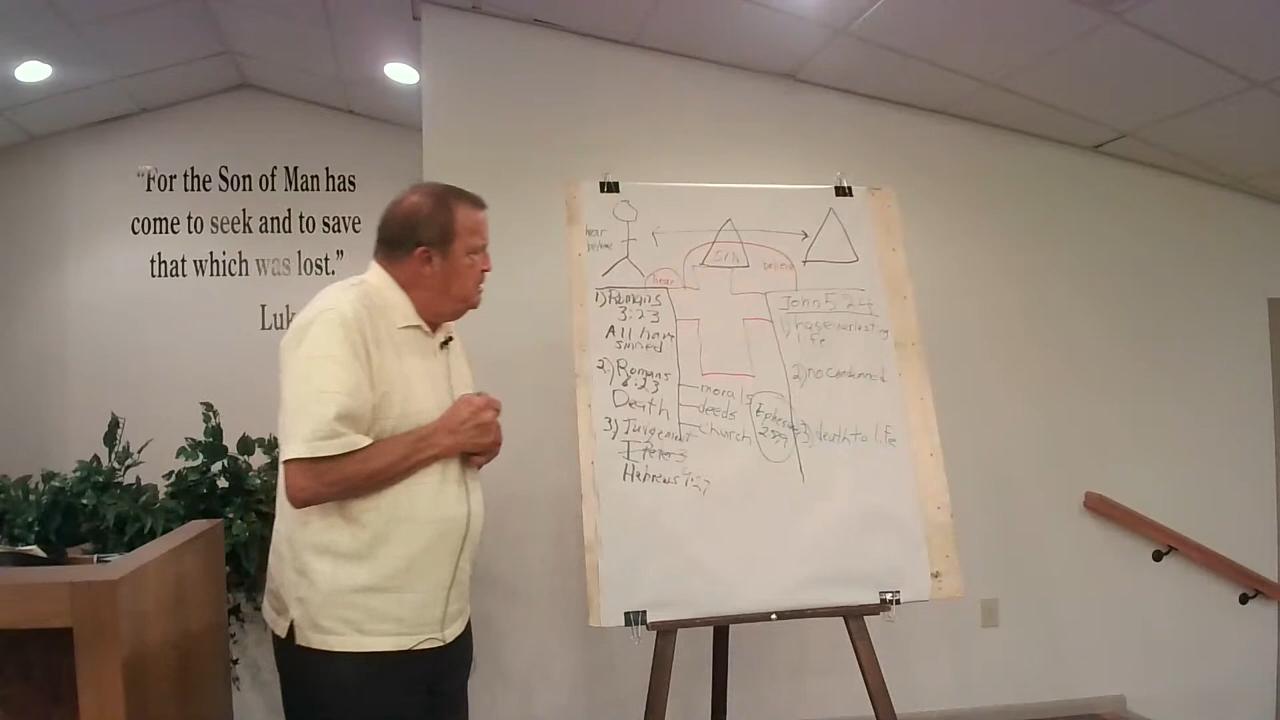 “For the Son of Man has
come to seek and to save
that which was lost.”
Luk
hear
believe
sin
hear
believe
1) Romans
3:23
All have
sinned
2) Romans
6:23
Death
3) Judgement
I Peter
Hebrews 9:27
morals
deeds
Church
Ephes
John 5:24
1) have everlasting
life
2) no condemned
3) death to life